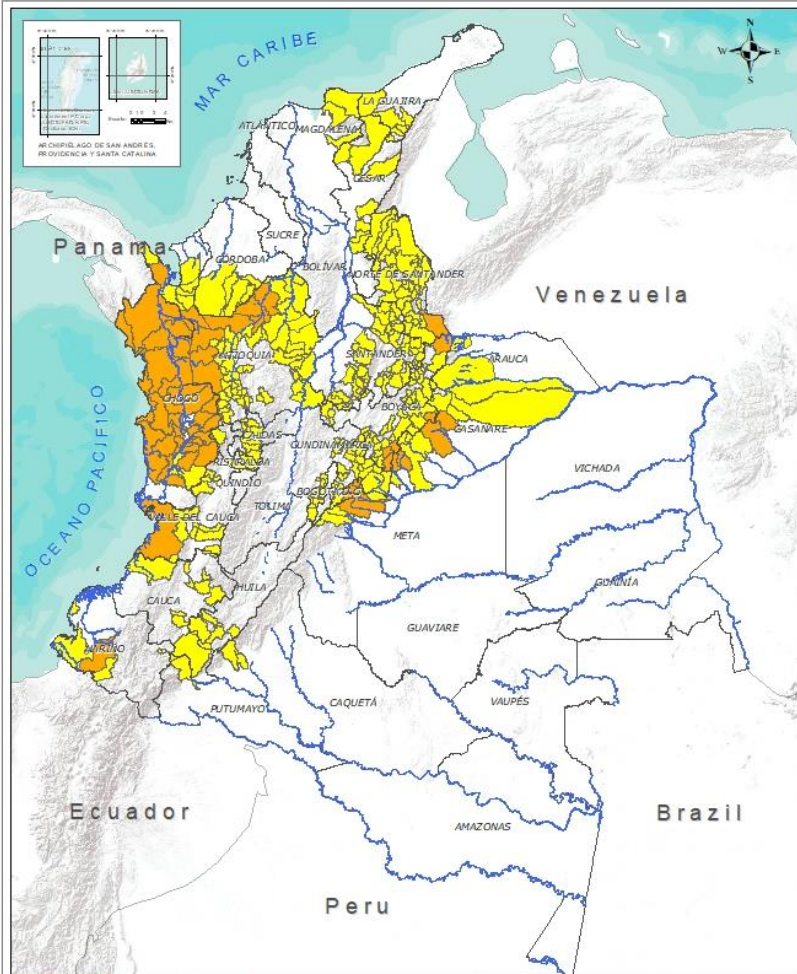 N
W E
S
MAR CARIBE
ARCHIPIÉLAGO DE SAN ANDRÉS,
PROVIDENCIA Y SANTA CATALINA
LA GUAJIRA
ATLÁNTICO
MAGDALENA
CESAR
Panama
SUCRE
CÓRDOBA
BOLÍVAR
NORTE DE SANTANDER
Venezuela
ANTIOQUIA
SANTANDER
ARAUCA
CHOCÓ
BOYACÁ
CASANARE
CALDAS
CUNDINAMARCA
RISARALDA
VICHADA
QUINDIO
BOGOTÁ
TOLIMA
VALLE DEL CAUCA
META
OCEANO PACIFICO
GUAINÍA
HUILA
CAUCA
GUAVIARE
NARIÑO
CAQUETÁ
VAUPÉS
PUTUMAYO
Ecuador
Brazil
AMAZONAS
Peru